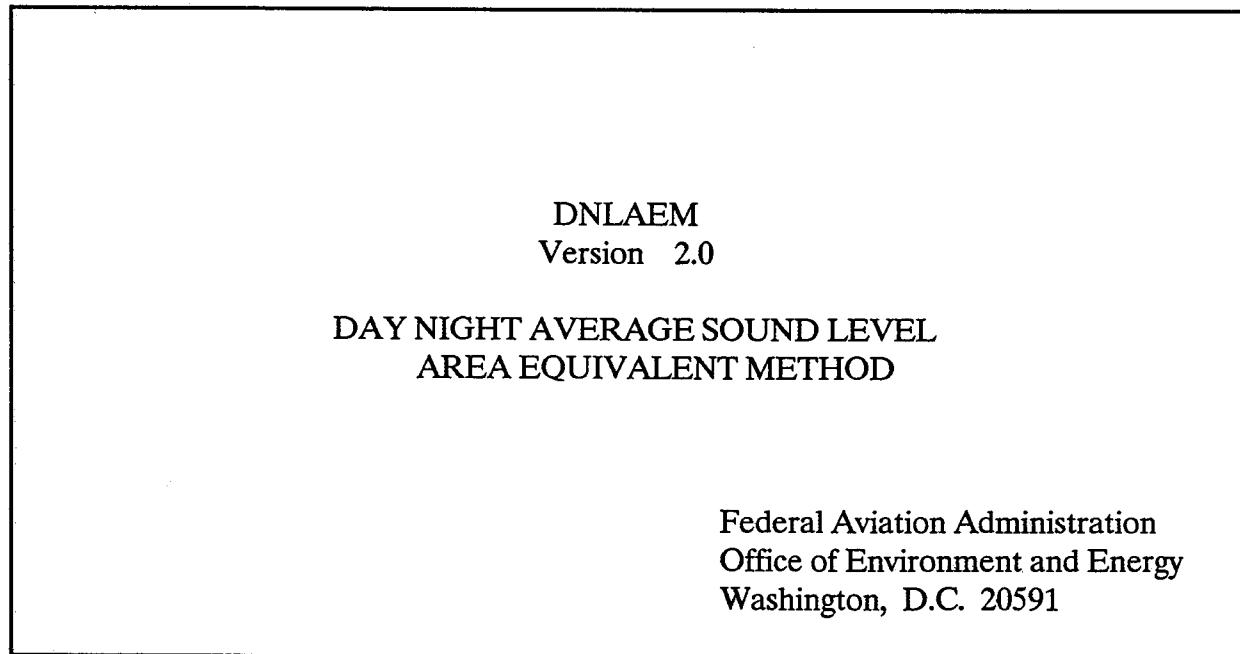 DNLAEM
Version 2.0
DAY NIGHT AVERAGE SOUND LEVEL
AREA EQUIVALENT METHOD
Federal Aviation Administration
Office of Environment and Energy
Washington, D.C. 20591